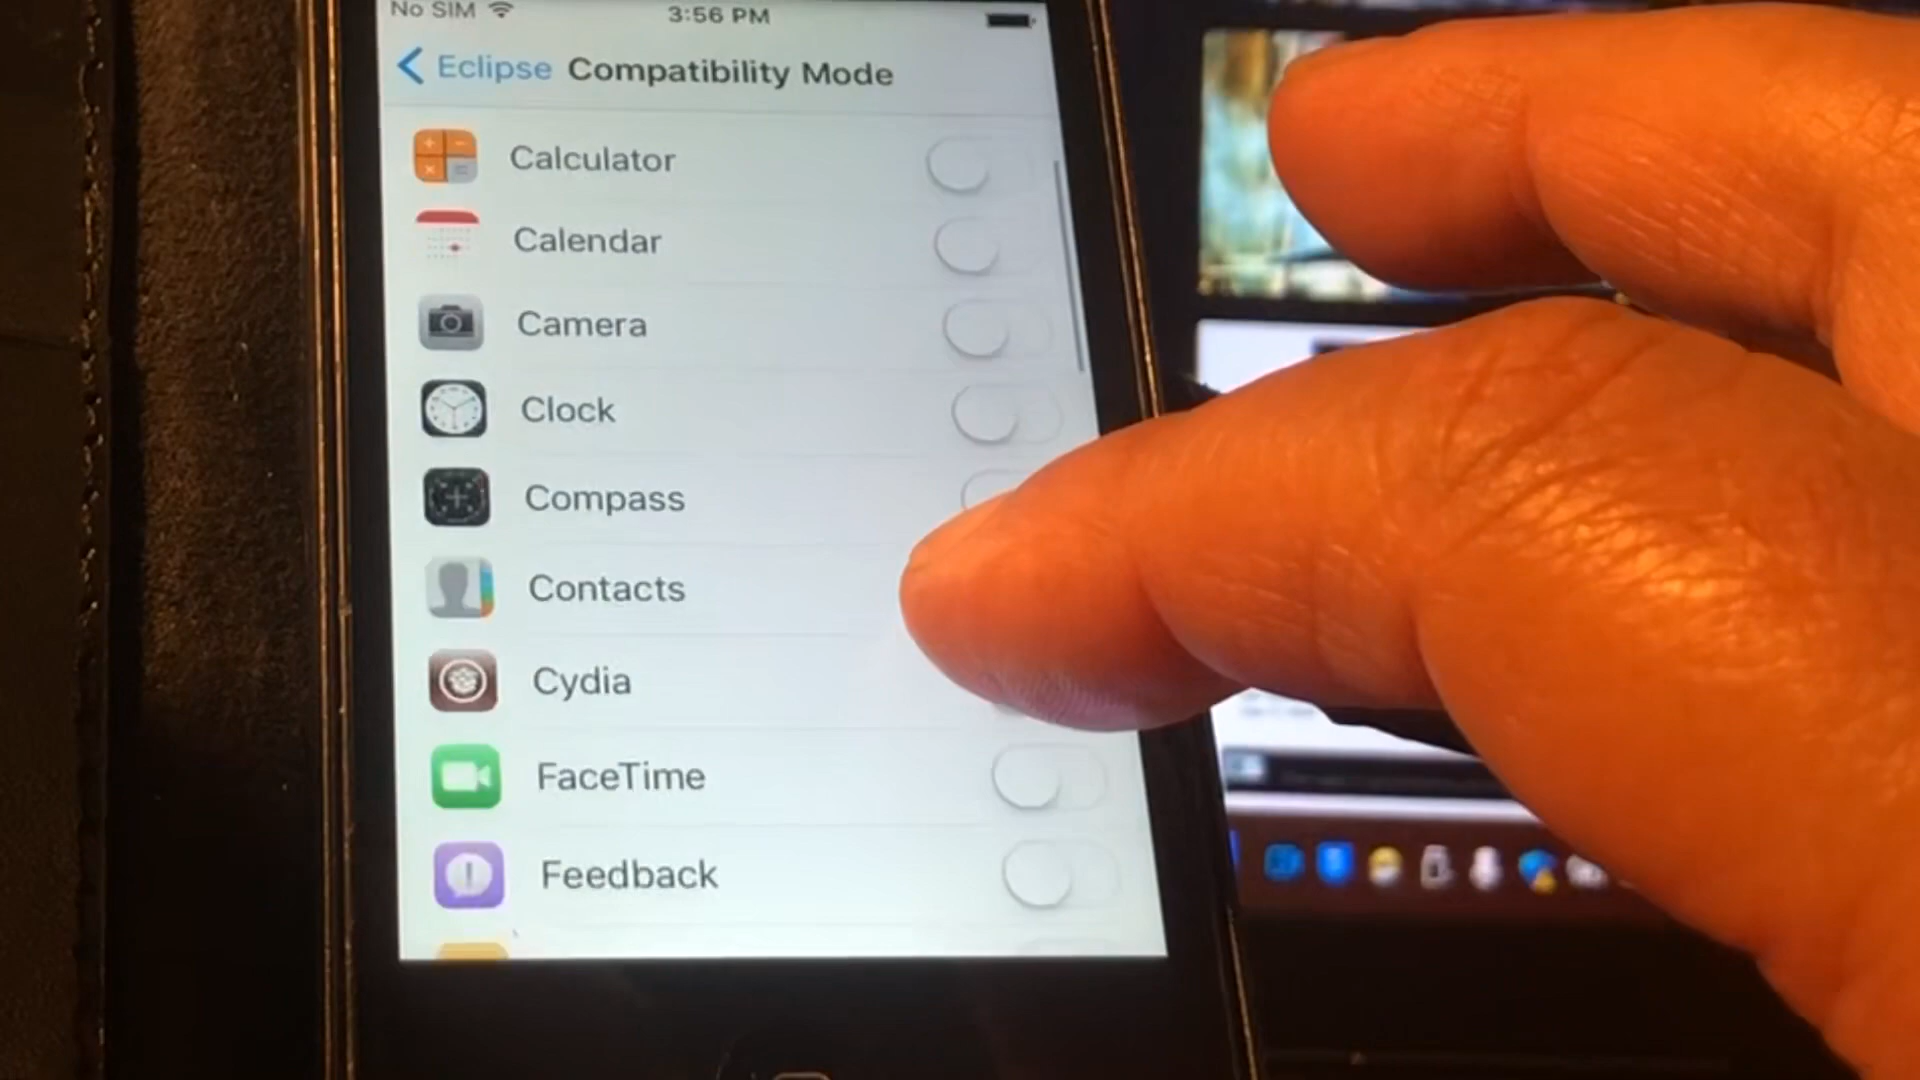 No SIM 3:56 PM
Eclipse Compatibility Mode
Calculator
Calendar
Camera
Clock
Compass
Contacts
Cydia
FaceTime
Feedback